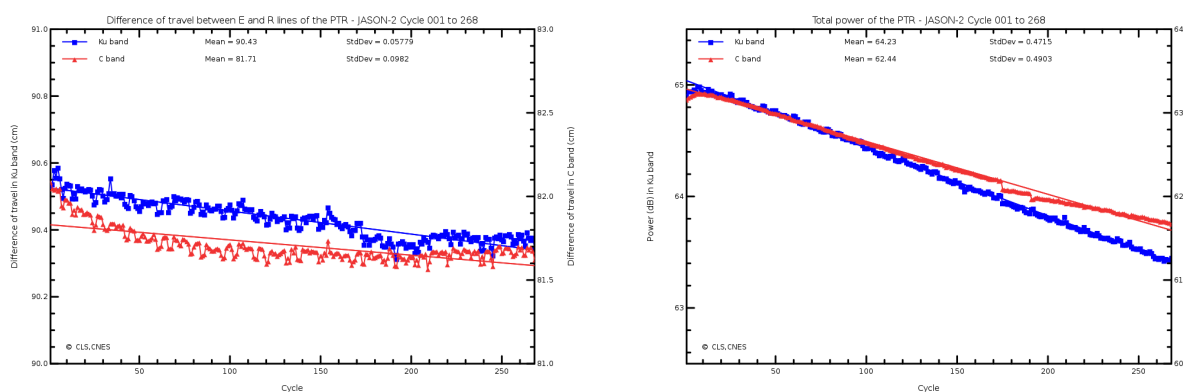 Difference of travel between E and R lines of the PTR - JASON-2 Cycle 001 to 268
91.0
90.8
90.6
90.4
90.2
90.0
Difference of travel in Ku band (cm)
Ku band Mean = 90.43 StdDev = 0.05779
C band Mean = 81.71 StdDev = 0.0982
© CLS,CNES
50 100 150 200 250
Cycle
83.0
82.5
82.0
81.5
81.0
Difference of travel in C band (cm)
Total power of the PTR - JASON-2 Cycle 001 to 268
65
64
63
Power (dB) in Ku band
Ku band Mean = 64.23 StdDev = 0.4715
C band Mean = 62.44 StdDev = 0.4903
© CLS,CNES
50 100 150 200 250
Cycle
64
63
62
61
60